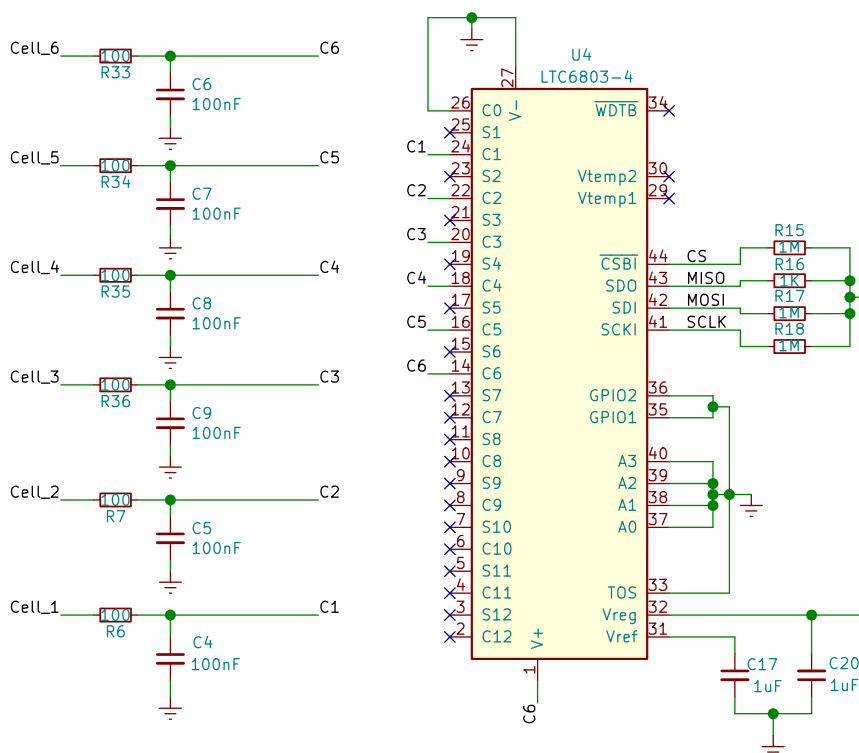 Cell_6
100
R33
C6
C6
100nF
Cell_5
100
R34
C5
C7
100nF
Cell_4
100
R35
C4
C8
100nF
Cell_3
100
R36
C3
C9
100nF
Cell_2
100
R7
C2
C5
100nF
Cell_1
100
R6
C1
C4
100nF
U4
LTC6803-4
27
V-
26 C0
25 S1
C1 24 C1
23 S2
C2 22 C2
21 S3
C3 20 C3
19 S4
C4 18 C4
17 S5
C5 16 C5
15 S6
C6 14 C6
13 S7
12 C7
11 S8
10 C8
9 S9
8 C9
7 S10
6 C10
5 S11
4 C11
3 S12
2 C12
V+
1
C6
WDTB 34
Vtemp2 30
Vtemp1 29
CSBI 44 CS
SDO 43 MISO
SDI 42 MOSI
SCKI 41 SCLK
R15
1M
R16
1K
R17
1M
R18
1M
GPIO2 36
GPIO1 35
A3 40
A2 39
A1 38
A0 37
TOS 33
Vreg 32
Vref 31
C17
1uF
C20
1uF